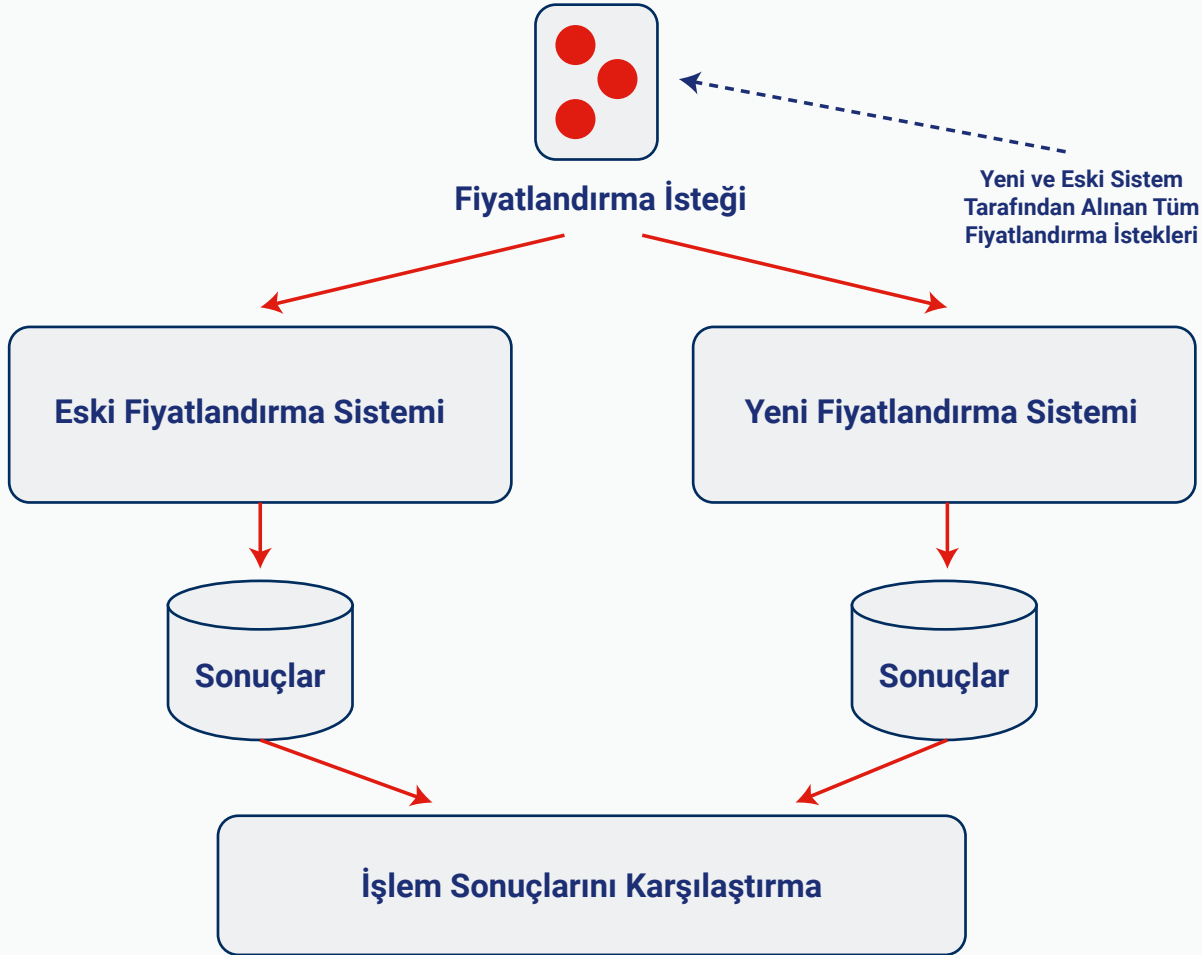 Fiyatlandırma İsteği
Yeni ve Eski Sistem
Tarafından Alınan Tüm
Fiyatlandırma İstekleri
Eski Fiyatlandırma Sistemi
Yeni Fiyatlandırma Sistemi
Sonuçlar
Sonuçlar
İşlem Sonuçlarını Karşılaştırma